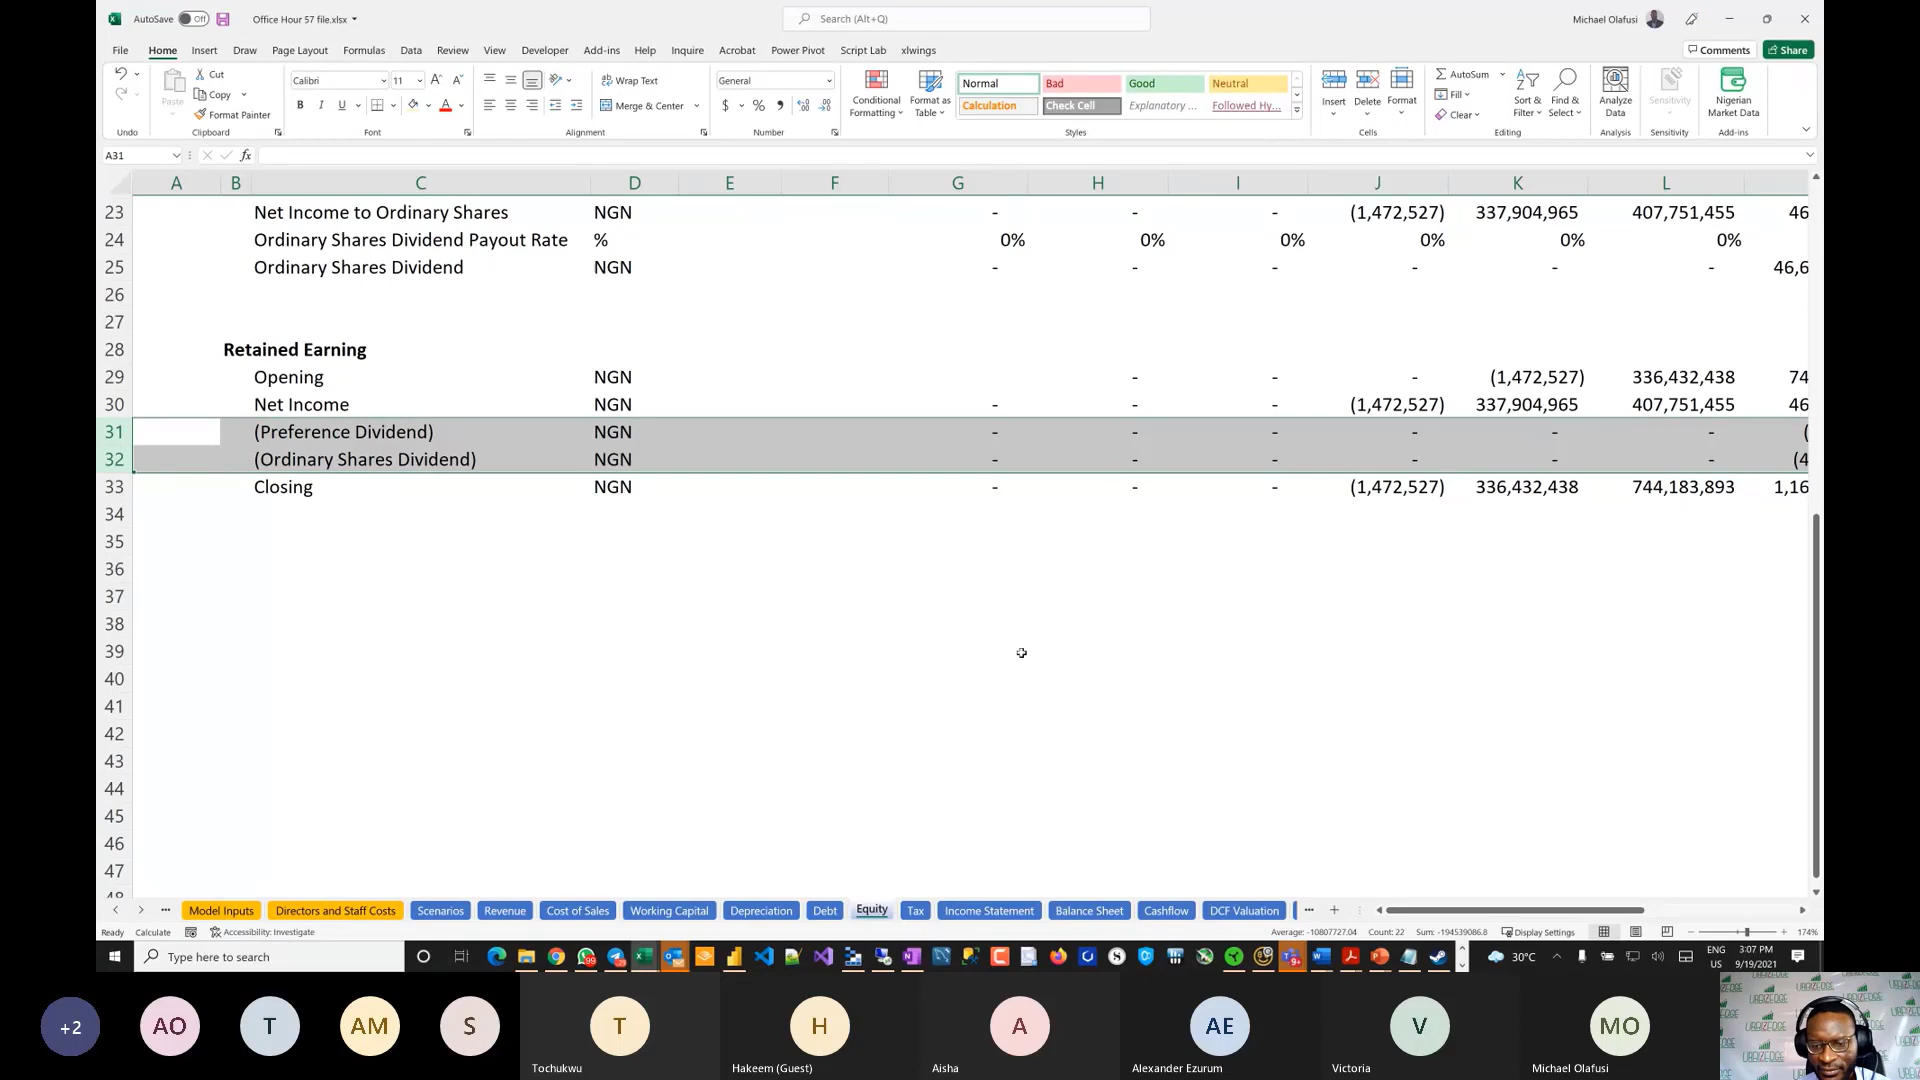 AutoSave Off Office Hour 57 file.xlsx Search (Alt+Q) Michael Olafusi
File Home Insert Draw Page Layout Formulas Data Review View Developer Add-ins Help Inquire Acrobat Power Pivot Script Lab xlwings Comments Share
Paste Cut Copy Format Painter
Calibri 11 Wrap Text Merge & Center General
Conditional Formatting Format as Table Normal Bad Good Neutral
Calculation Check Cell Explanatory ... Followed Hy...
Insert Delete Format AutoSum Fill Clear Sort & Filter Find & Select Analyze Data Sensitivity Nigerian Market Data
Undo Clipboard Font Alignment Number Styles Cells Editing Analysis Sensitivity Add-ins
A31 fx
A B C D E F G H I J K L
23 Net Income to Ordinary Shares NGN - - - (1,472,527) 337,904,965 407,751,455 46
24 Ordinary Shares Dividend Payout Rate % 0% 0% 0% 0% 0% 0%
25 Ordinary Shares Dividend NGN - - - - - - 46,6
26
27
28 Retained Earning
29 Opening NGN - - - (1,472,527) 336,432,438 74
30 Net Income NGN - - - (1,472,527) 337,904,965 407,751,455 46
31 (Preference Dividend) NGN - - - - - - (
32 (Ordinary Shares Dividend) NGN - - - - - - (4
33 Closing NGN - - - (1,472,527) 336,432,438 744,183,893 1,16
34
35
36
37
38
39
40
41
42
43
44
45
46
47
48
Model Inputs Directors and Staff Costs Scenarios Revenue Cost of Sales Working Capital Depreciation Debt Equity Tax Income Statement Balance Sheet Cashflow DCF Valuation
Ready Calculate Accessibility: Investigate Average: -10807727.04 Count: 22 Sum: -194539086.8 Display Settings 174%
Type here to search 30°C ENG US 3:07 PM 9/19/2021
+2 AO T AM S T H A AE V MO
Tochukwu Hakeem (Guest) Aisha Alexander Ezurum Victoria Michael Olafusi
URBIZEDGE